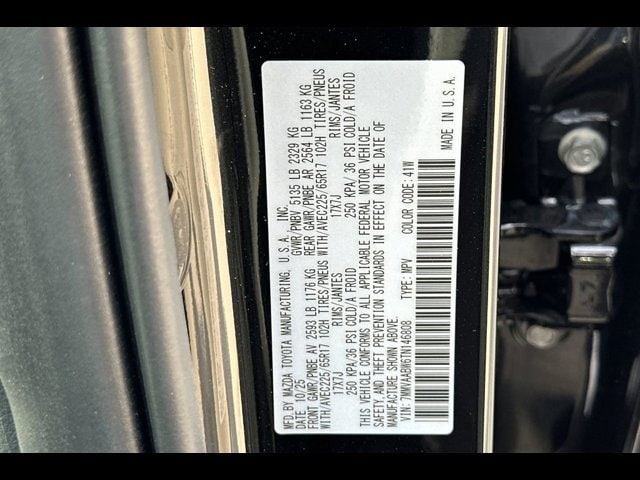 MFD.BY MAZDA TOYOTA MANUFACTURING, U.S.A. INC.
DATE 10/25 GVWR/PNBV 5135 LB 2329 KG
FRONT GAWR/PNBE AV 2593 LB 1176 KG REAR GAWR/PNBE AR 2564 LB 1163 KG
WITH/AVEC225/65R17 102H TIRES/PNEUS WITH/AVEC225/65R17 102H TIRES/PNEUS
17X7J RIMS/JANTES 17X7J RIMS/JANTES
250 KPA/36 PSI COLD/A FROID 250 KPA/36 PSI COLD/A FROID
THIS VEHICLE CONFORMS TO ALL APPLICABLE FEDERAL MOTOR VEHICLE
SAFETY,AND THEFT PREVENTION STANDARDS IN EFFECT ON THE DATE OF
MANUFACTURE SHOWN ABOVE.
VIN:7MMVAABW6TN146808 TYPE: MPV COLOR CODE:41W
MADE IN U.S.A.